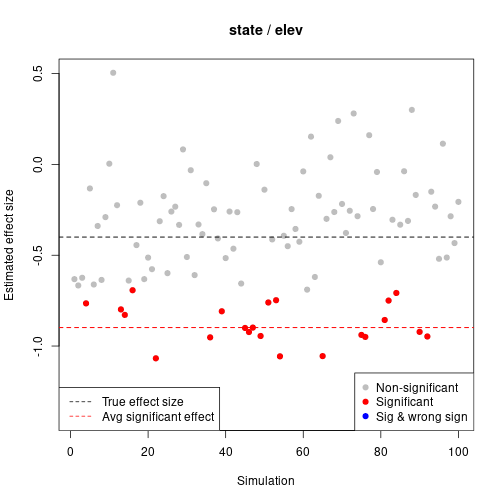 state / elev
Estimated effect size
0.5
0.0
-0.5
-1.0
True effect size
Avg significant effect
Non-significant
Significant
Sig & wrong sign
0 20 40 60 80 100
Simulation